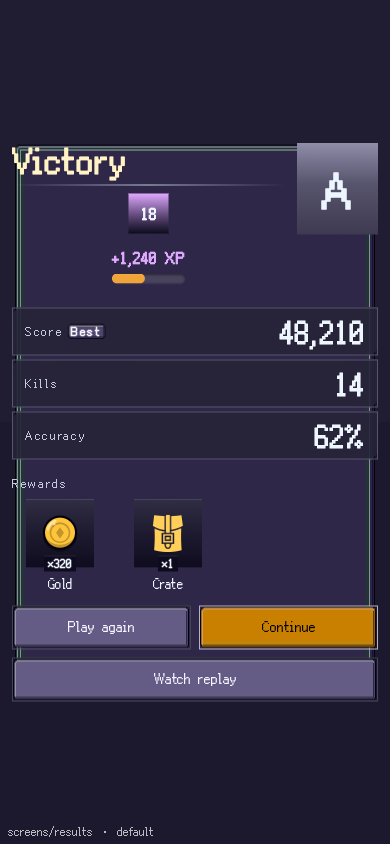 Victory
A
18
+1,240 XP
Score Best 48,210
Kills 14
Accuracy 62%
Rewards
×320 ×1
Gold Crate
Play again Continue
Watch replay
screens/results · default